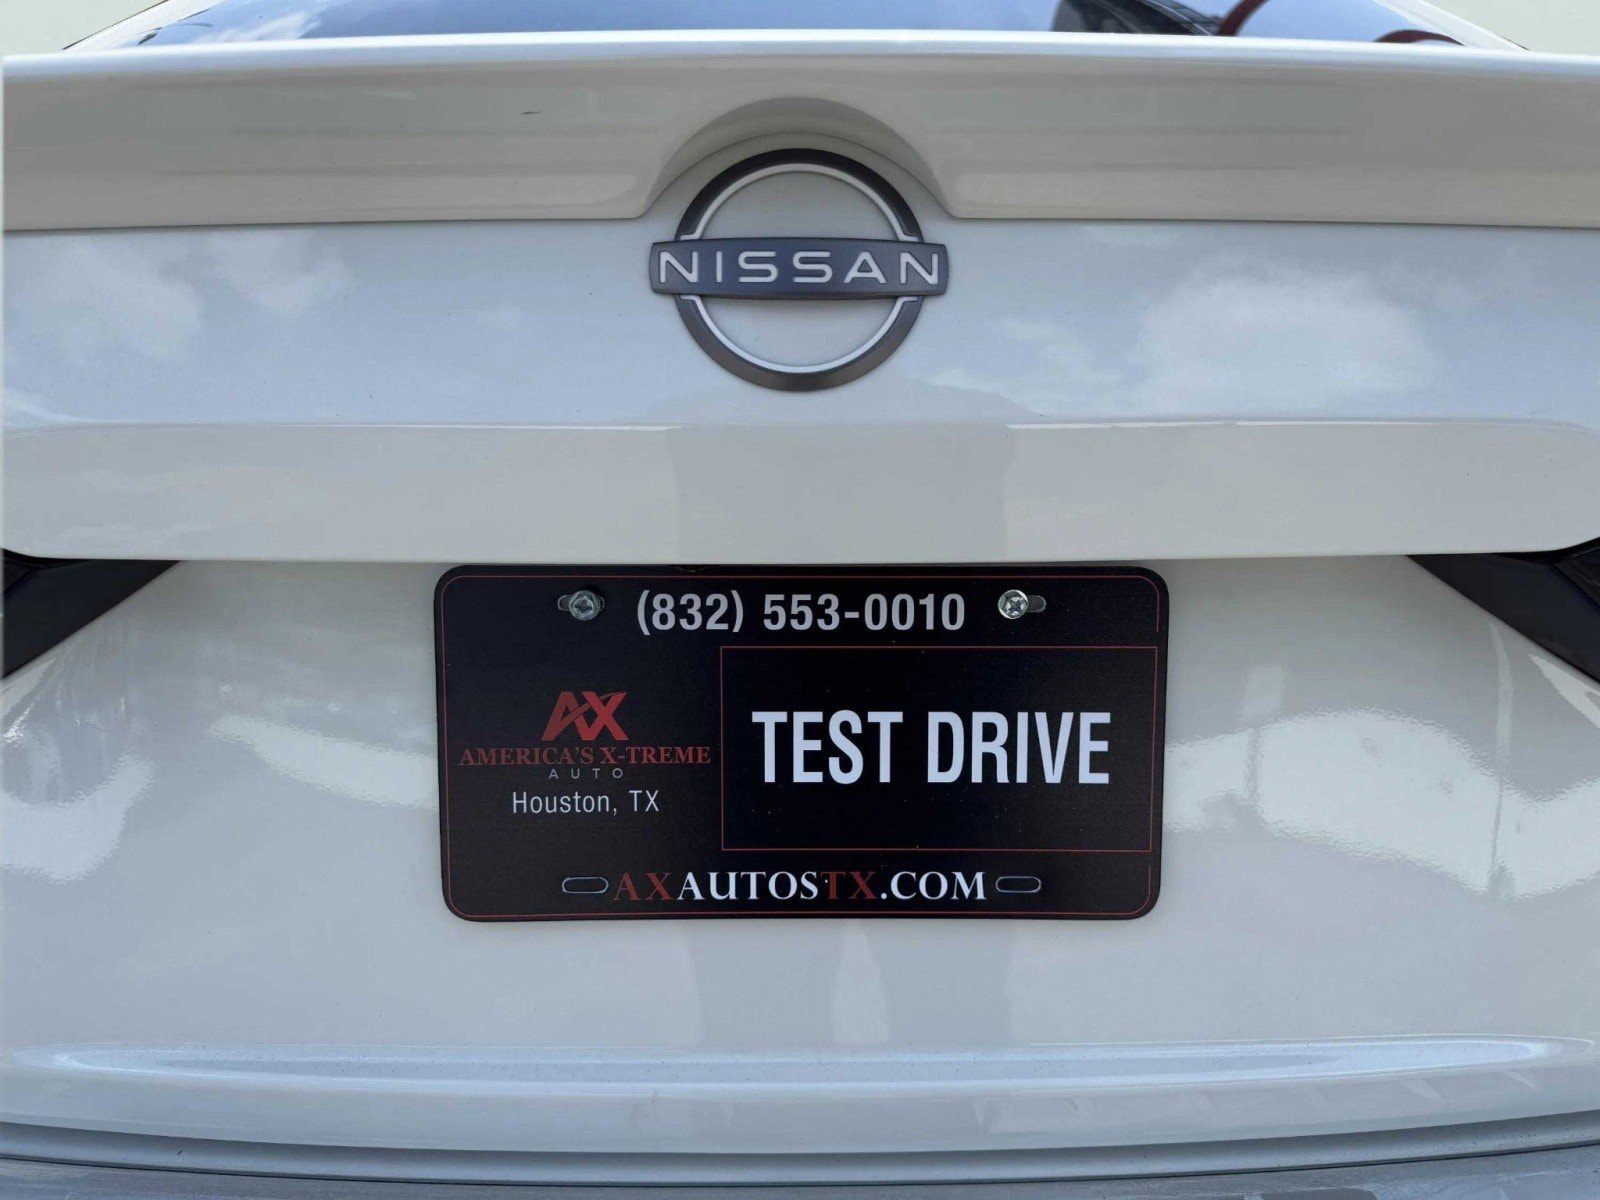 NISSAN
(832) 553-0010
AX
AMERICA'S X-TREME
AUTO
Houston, TX
TEST DRIVE
AXAUTOSTX.COM